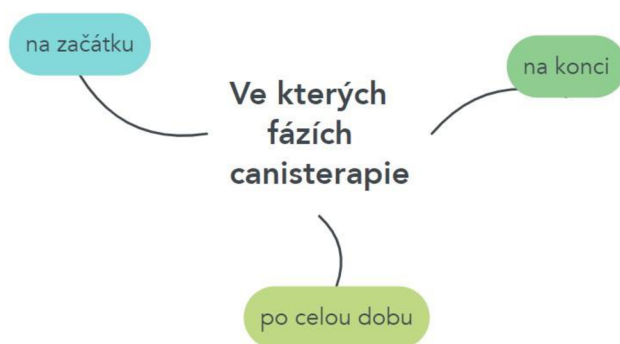 na začátku
na konci
Ve kterých
fázích
canisterapie
po celou dobu